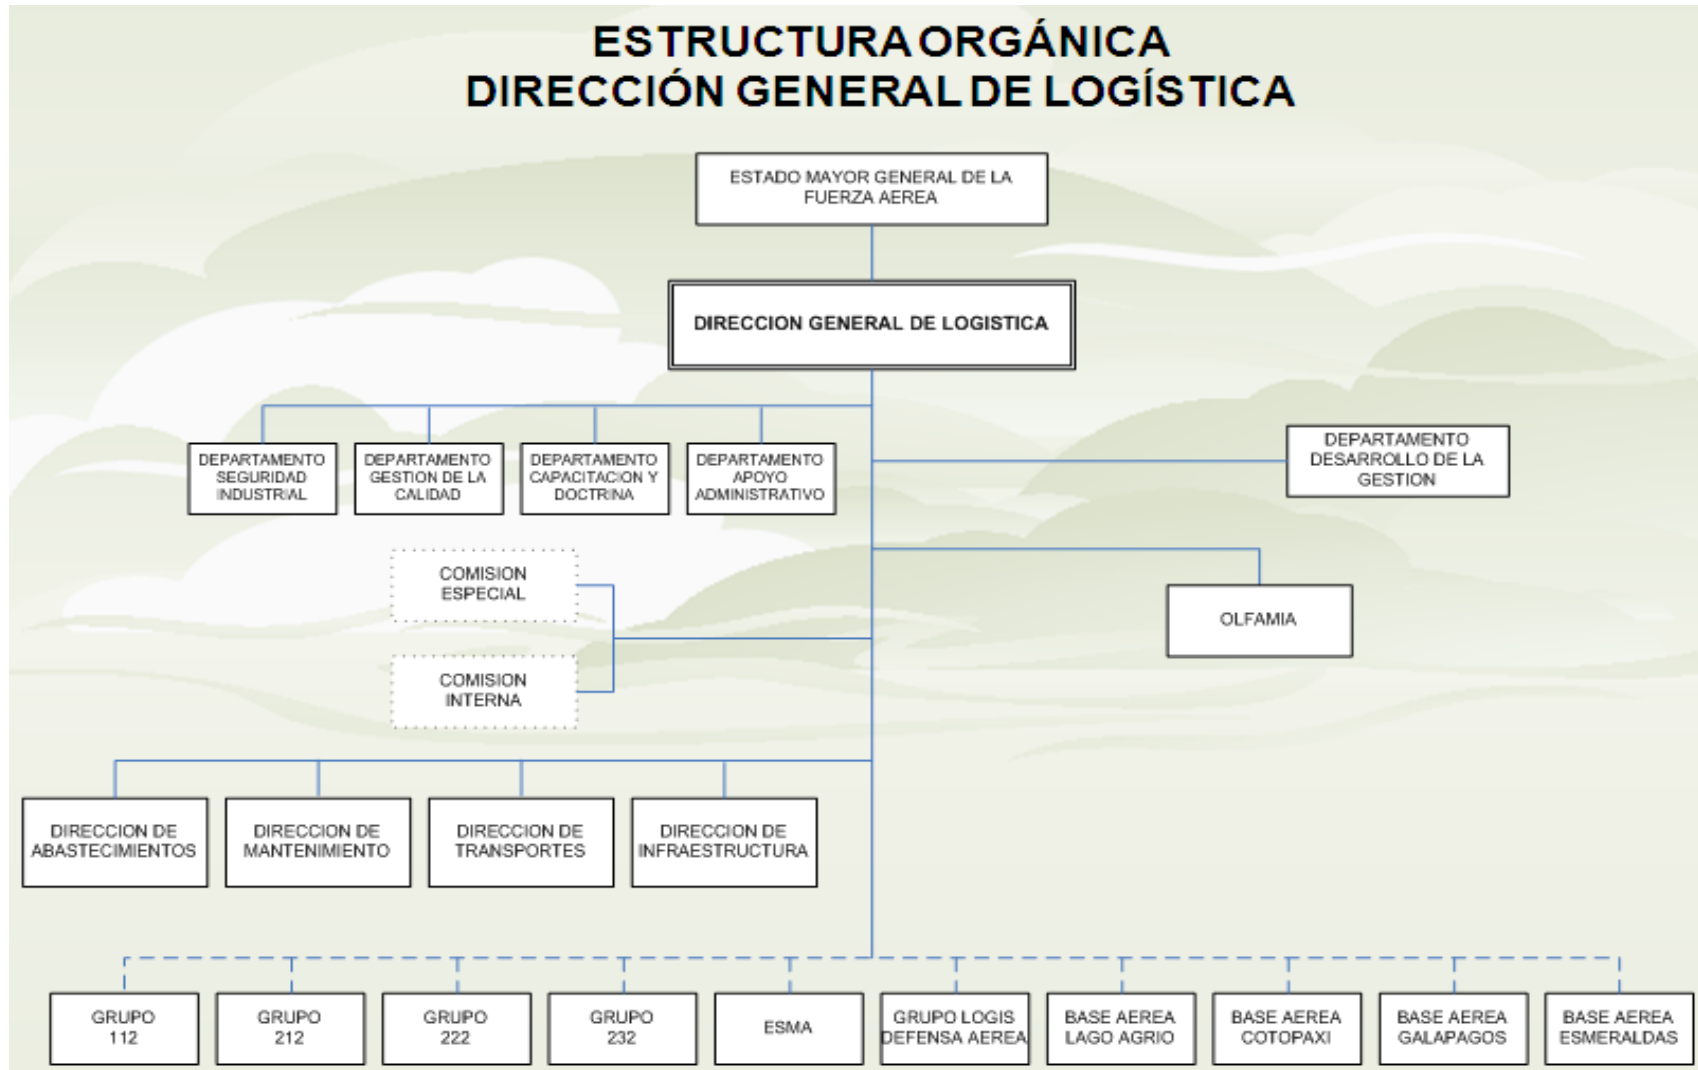 ESTRUCTURA ORGÁNICA
DIRECCIÓN GENERAL DE LOGÍSTICA
ESTADO MAYOR GENERAL DE LA
FUERZA AEREA
DIRECCION GENERAL DE LOGISTICA
DEPARTAMENTO
SEGURIDAD
INDUSTRIAL
DEPARTAMENTO
GESTION DE LA
CALIDAD
DEPARTAMENTO
CAPACITACION Y
DOCTRINA
DEPARTAMENTO
APOYO
ADMINISTRATIVO
DEPARTAMENTO
DESARROLLO DE LA
GESTION
COMISION
ESPECIAL
OLFAMIA
COMISION
INTERNA
DIRECCION DE
ABASTECIMIENTOS
DIRECCION DE
MANTENIMIENTO
DIRECCION DE
TRANSPORTES
DIRECCION DE
INFRAESTRUCTURA
GRUPO
112
GRUPO
212
GRUPO
222
GRUPO
232
ESMA
GRUPO LOGIS
DEFENSA AEREA
BASE AEREA
LAGO AGRIO
BASE AEREA
COTOPAXI
BASE AEREA
GALAPAGOS
BASE AEREA
ESMERALDAS